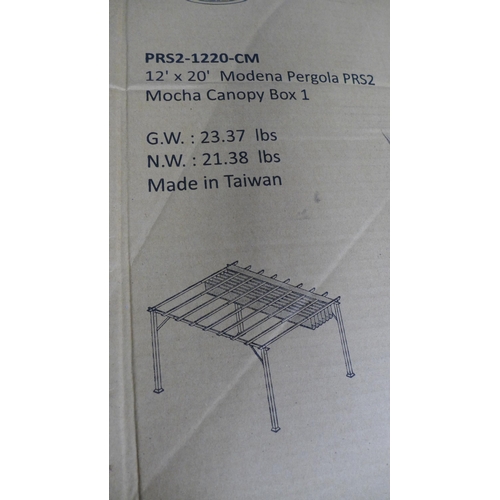 PRS2-1220-CM
12' x 20' Modena Pergola PRS2
Mocha Canopy Box 1
G.W. : 23.37 lbs
N.W. : 21.38 lbs
Made in Taiwan